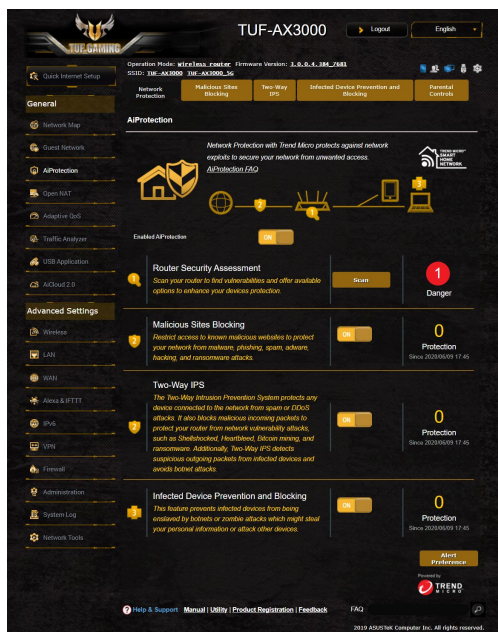 TUF GAMING
TUF-AX3000
Logout
English
Quick Internet Setup
Operation Mode: Wireless router Firmware Version: 3.0.0.4.384_7681
SSID: TUF-AX3000 TUF-AX3000_5G
Network Protection
Malicious Sites Blocking
Two-Way IPS
Infected Device Prevention and Blocking
Parental Controls
General
Network Map
Guest Network
AiProtection
Open NAT
Adaptive QoS
Traffic Analyzer
USB Application
AiCloud 2.0
Advanced Settings
Wireless
LAN
WAN
Alexa & IFTTT
IPv6
VPN
Firewall
Administration
System Log
Network Tools
AiProtection
Network Protection with Trend Micro protects against network
exploits to secure your network from unwanted access.
AiProtection FAQ
TREND MICRO
SMART
HOME
NETWORK
1
2
3
Enabled AiProtection
ON
1
Router Security Assessment
Scan your router to find vulnerabilities and offer available
options to enhance your devices protection.
Scan
1
Danger
2
Malicious Sites Blocking
Restrict access to known malicious websites to protect
your network from malware, phishing, spam, adware,
hacking, and ransomware attacks.
ON
0
Protection
Since 2020/06/09 17:45
2
Two-Way IPS
The Two-Way Intrusion Prevention System protects any
device connected to the network from spam or DDoS
attacks. It also blocks malicious incoming packets to
protect your router from network vulnerability attacks,
such as Shellshocked, Heartbleed, Bitcoin mining, and
ransomware. Additionally, Two-Way IPS detects
suspicious outgoing packets from infected devices and
avoids botnet attacks.
ON
0
Protection
Since 2020/06/09 17:45
3
Infected Device Prevention and Blocking
This feature prevents infected devices from being
enslaved by botnets or zombie attacks which might steal
your personal information or attack other devices.
ON
0
Protection
Since 2020/06/09 17:45
Alert
Preference
Powered by
TREND
MICRO
Help & Support Manual | Utility | Product Registration | Feedback FAQ
2019 ASUSTeK Computer Inc. All rights reserved.